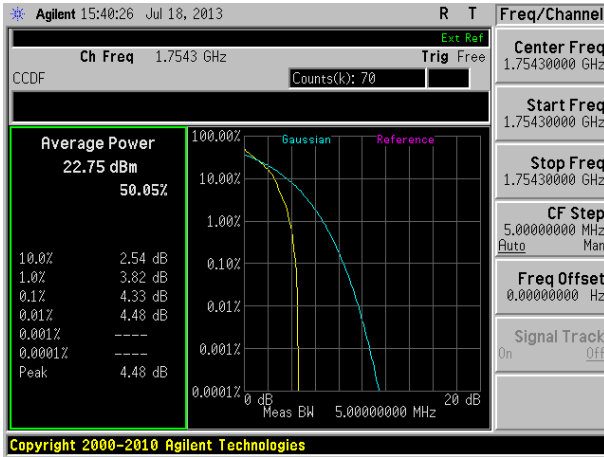 Agilent 15:40:26 Jul 18, 2013 R T
Freq/Channel
Ext Ref
Ch Freq 1.7543 GHz Trig Free
CCDF Counts(k): 70
Average Power
22.75 dBm
50.05%
10.0% 2.54 dB
1.0% 3.82 dB
0.1% 4.33 dB
0.01% 4.48 dB
0.001% ----
0.0001% ----
Peak 4.48 dB
Gaussian Reference
100.00%
10.00%
1.00%
0.10%
0.01%
0.001%
0.0001%
0 dB 20 dB
Meas BW 5.00000000 MHz
Center Freq
1.75430000 GHz
Start Freq
1.75430000 GHz
Stop Freq
1.75430000 GHz
CF Step
5.00000000 MHz
Auto Man
Freq Offset
0.00000000 Hz
Signal Track
On Off
Copyright 2000-2010 Agilent Technologies